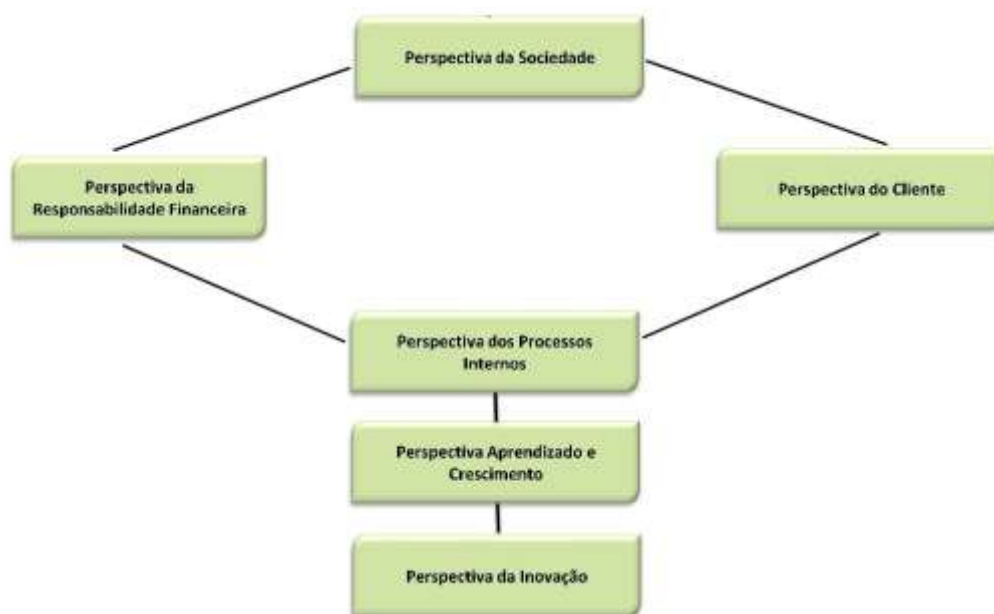 Perspectiva da Sociedade
Perspectiva da
Responsabilidade Financeira
Perspectiva do Cliente
Perspectiva dos Processos
Internos
Perspectiva Aprendizado e
Crescimento
Perspectiva da Inovação